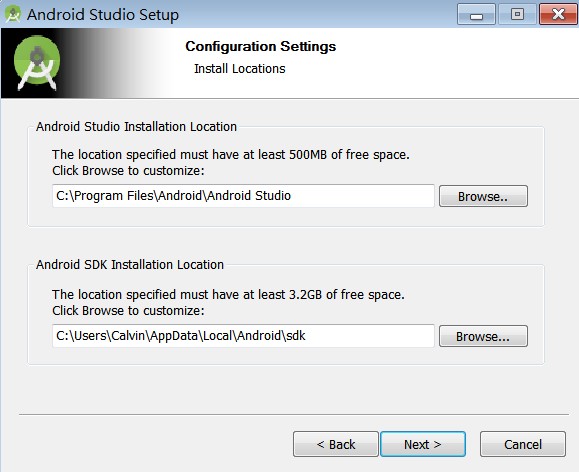 Android Studio Setup
Configuration Settings
Install Locations
Android Studio Installation Location
The location specified must have at least 500MB of free space.
Click Browse to customize:
C:\Program Files\Android\Android Studio
Browse..
Android SDK Installation Location
The location specified must have at least 3.2GB of free space.
Click Browse to customize:
C:\Users\Calvin\AppData\Local\Android\sdk
Browse...
< Back
Next >
Cancel